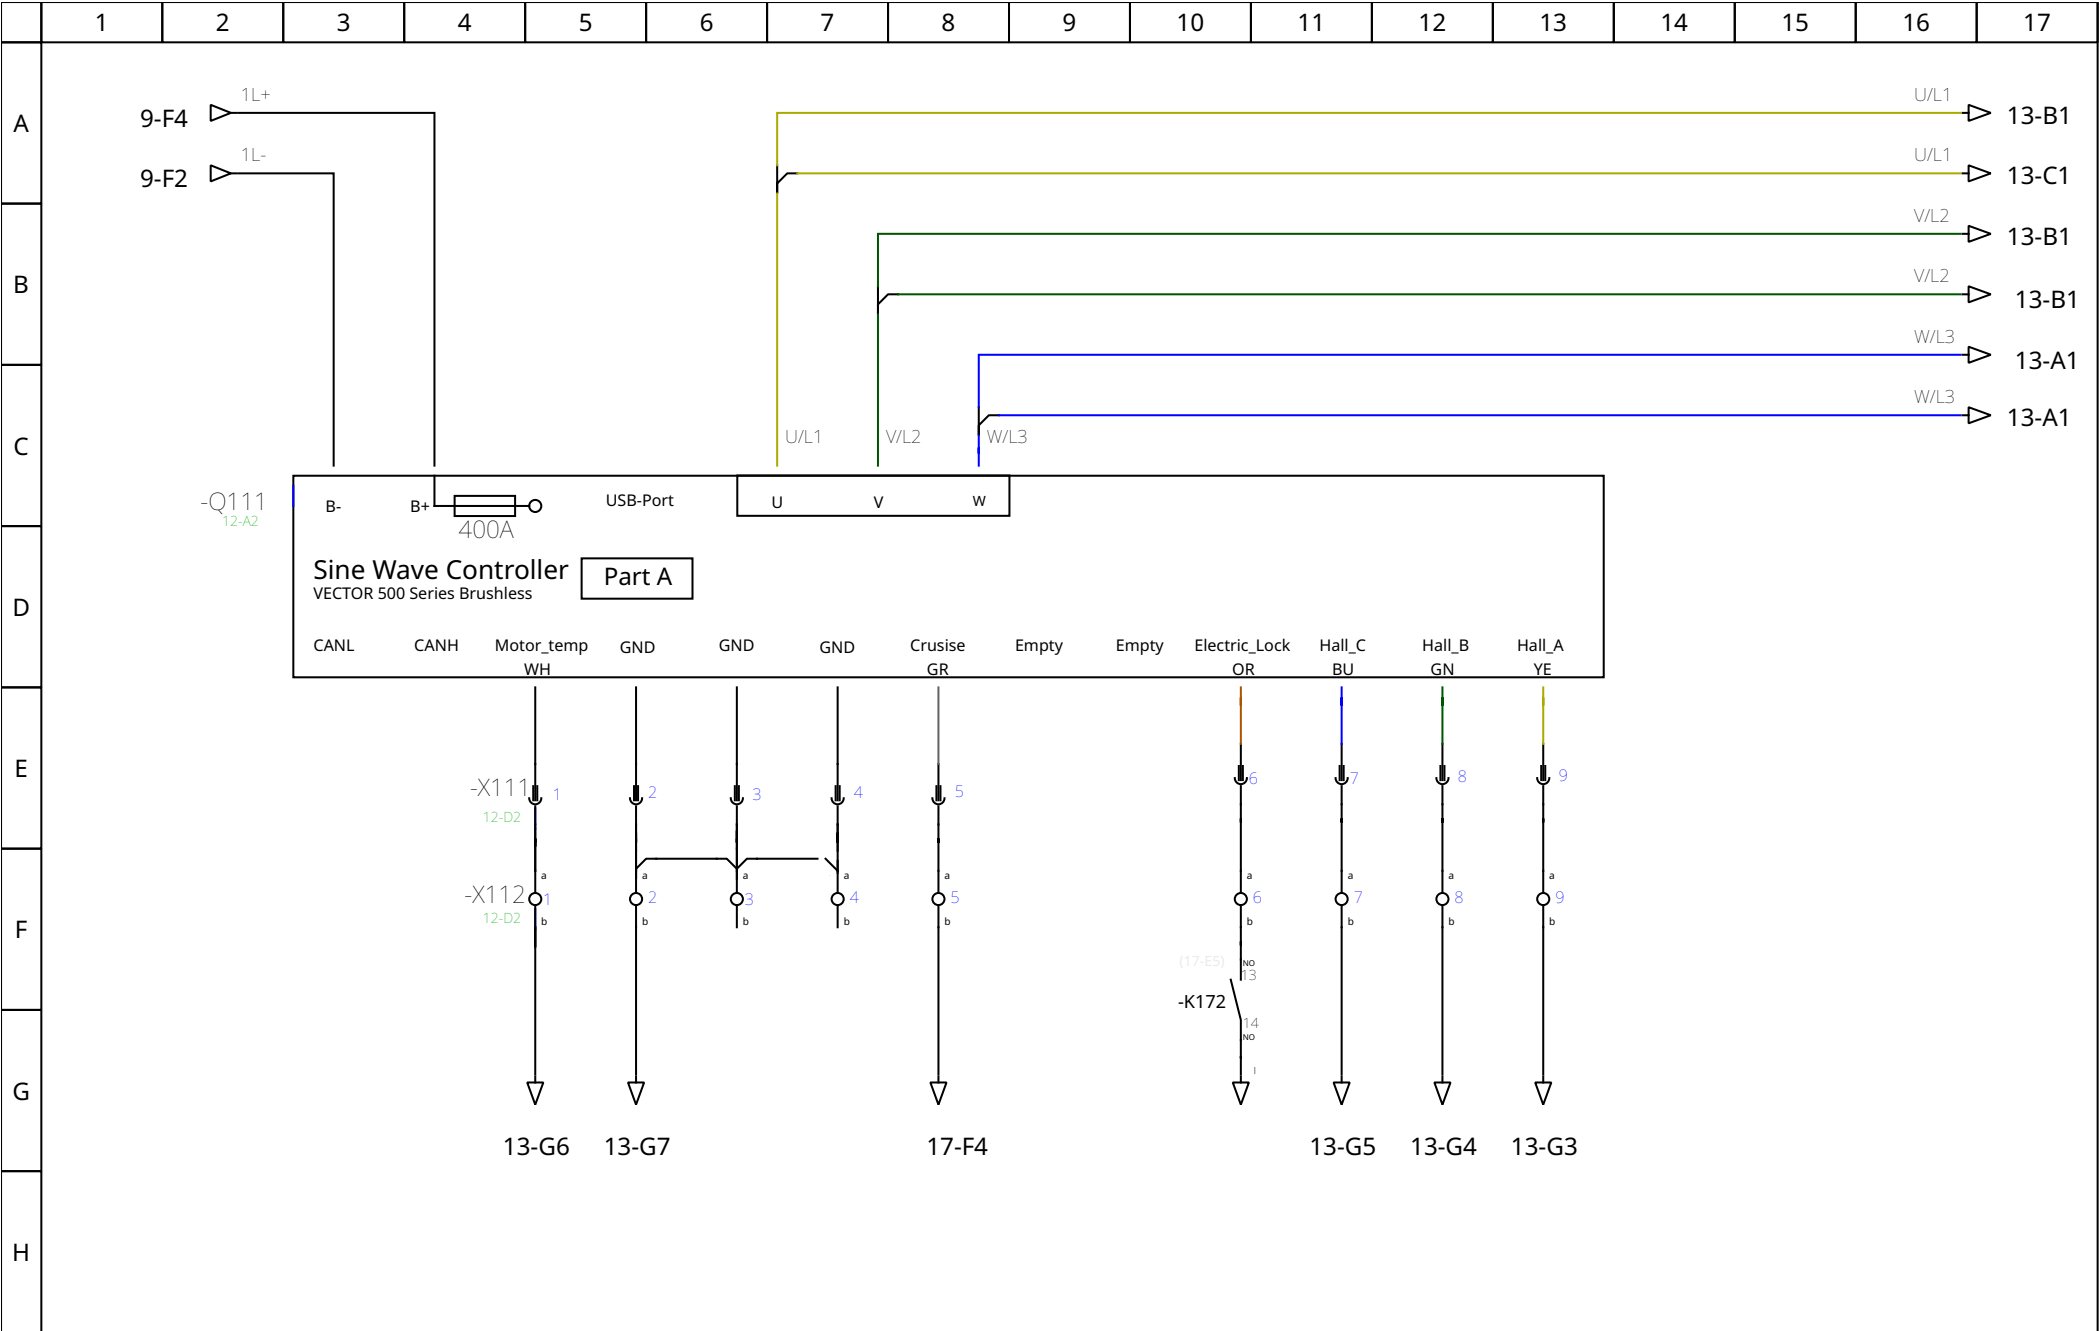 1 2 3 4 5 6 7 8 9 10 11 12 13 14 15 16 17
1L+ U/L1
A 9-F4 13-B1
1L- U/L1
9-F2 13-C1
V/L2
13-B1
B V/L2
13-B1
W/L3
13-A1
W/L3
13-A1
C U/L1 V/L2 W/L3
-Q111 B- B+ USB-Port U V W
12-A2 400A
Sine Wave Controller Part A
VECTOR 500 Series Brushless
D
CANL CANH Motor_temp GND GND GND Crusise Empty Empty Electric_Lock Hall_C Hall_B Hall_A
WH GR OR BU GN YE
E
-X111 1 2 3 4 5 6 7 8 9
12-D2
a a a a a a a a a
-X112 1 2 3 4 5 6 7 8 9
12-D2 b b b b b b b b b
F
(17-E5) NO
13
-K172
14
NO
G
13-G6 13-G7 17-F4 13-G5 13-G4 13-G3
H